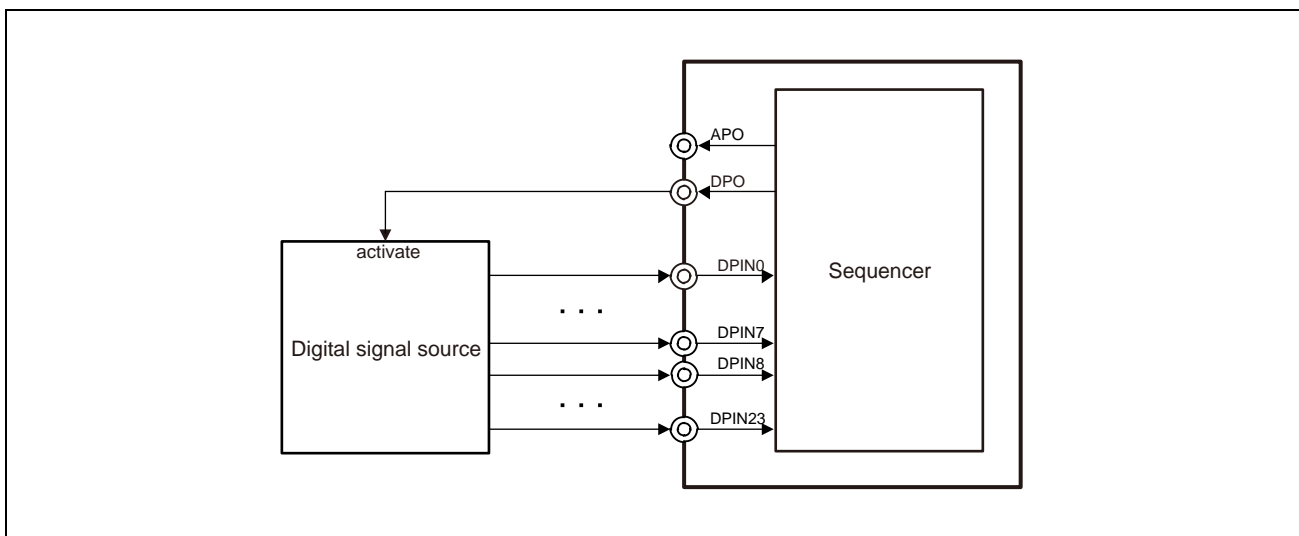 APO
DPO
activate
DPIN0
Sequencer
. . .
DPIN7
Digital signal source
DPIN8
. . .
DPIN23